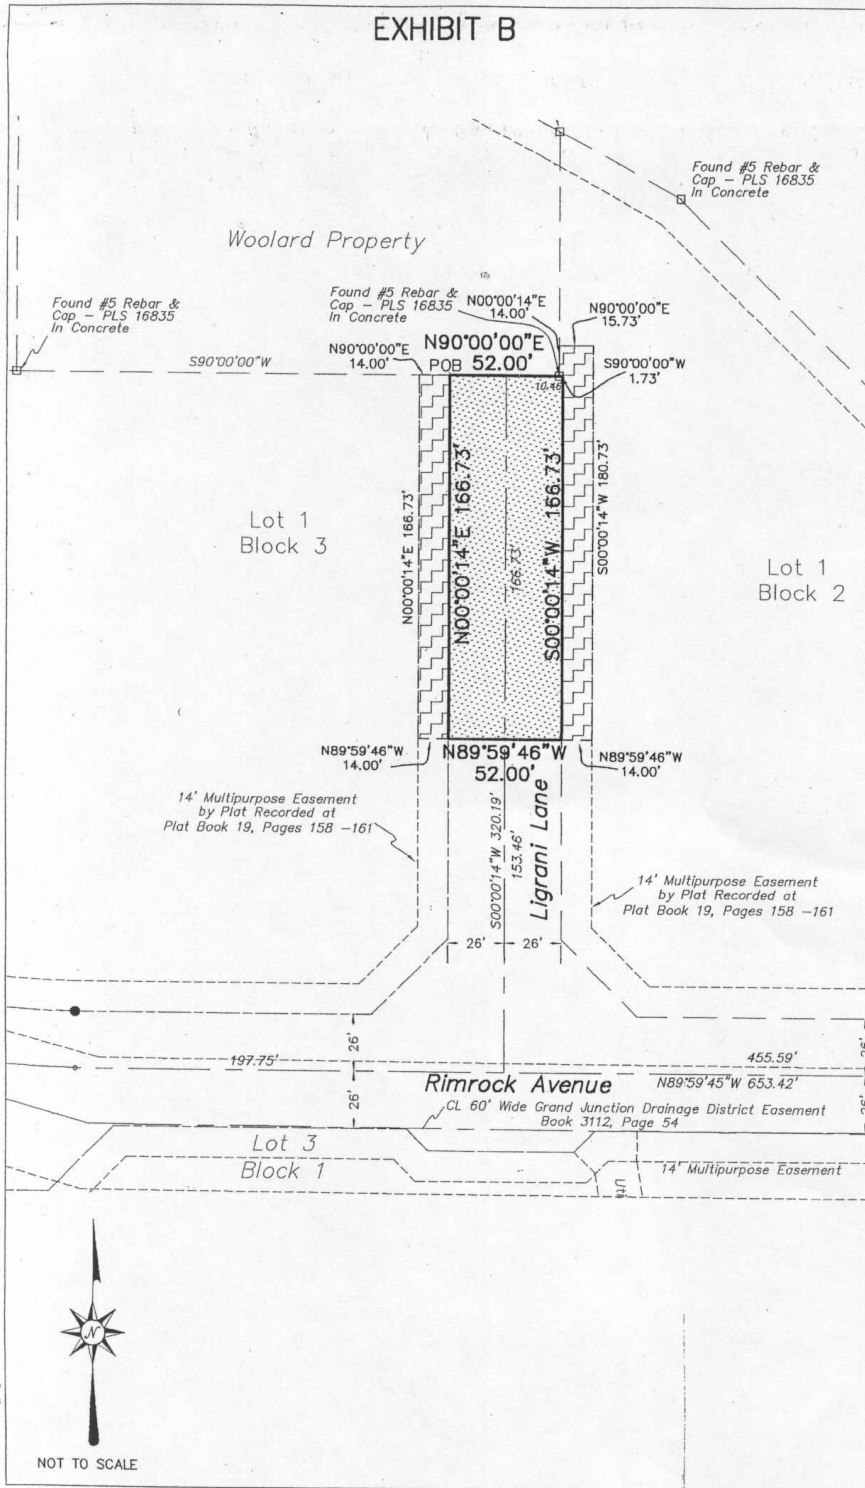 EXHIBIT B
Found #5 Rebar &
Cap – PLS 16835
In Concrete
Woolard Property
Found #5 Rebar &
Cap – PLS 16835
In Concrete
Found #5 Rebar &
Cap – PLS 16835
In Concrete
N00°00'14"E
14.00'
N90°00'00"E
15.73'
S90°00'00"W
N90°00'00"E
14.00'
POB
N90°00'00"E
52.00'
S90°00'00"W
1.73'
10.46
N00°00'14"E 166.73'
N00°00'14"E 166.73'
166.73'
S00°00'14"W 166.73'
S00°00'14"W 180.73'
Lot 1
Block 3
Lot 1
Block 2
N89°59'46"W
14.00'
N89°59'46"W
52.00'
N89°59'46"W
14.00'
14' Multipurpose Easement
by Plat Recorded at
Plat Book 19, Pages 158 –161
S00°00'14"W 320.19'
153.46'
Ligrani Lane
14' Multipurpose Easement
by Plat Recorded at
Plat Book 19, Pages 158 –161
26'
26'
26'
26'
197.75'
455.59'
Rimrock Avenue
N89°59'45"W 653.42'
26'
26'
CL 60' Wide Grand Junction Drainage District Easement
Book 3112, Page 54
Lot 3
Block 1
14' Multipurpose Easement
N
NOT TO SCALE